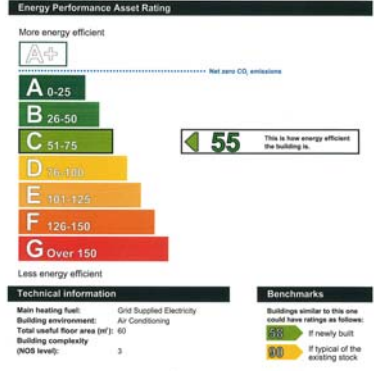 Energy Performance Asset Rating
More energy efficient
A+
Net zero CO₂ emissions
A 0-25
B 26-50
C 51-75
55
This is how energy efficient
the building is.
D 76-100
E 101-125
F 126-150
G Over 150
Less energy efficient
Technical information
Main heating fuel: Grid Supplied Electricity
Building environment: Air Conditioning
Total useful floor area (m²): 60
Building complexity
(NOS level): 3
Benchmarks
Buildings similar to this one
could have ratings as follows:
58 If newly built
90 If typical of the
existing stock